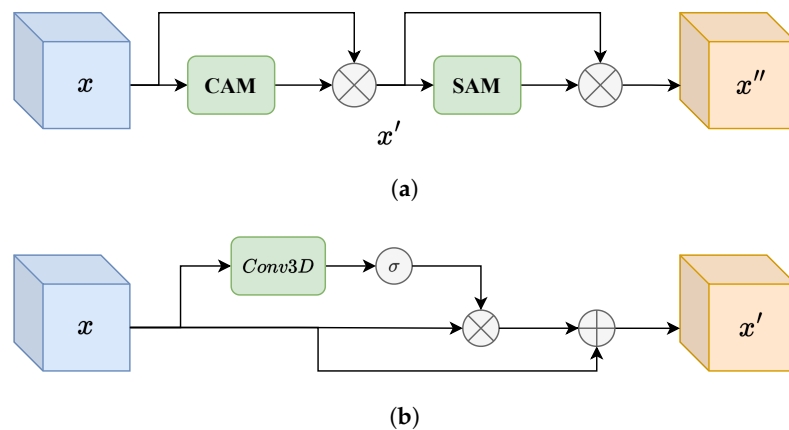 x CAM SAM x″
x′
(a)
Conv3D σ
x x′
(b)